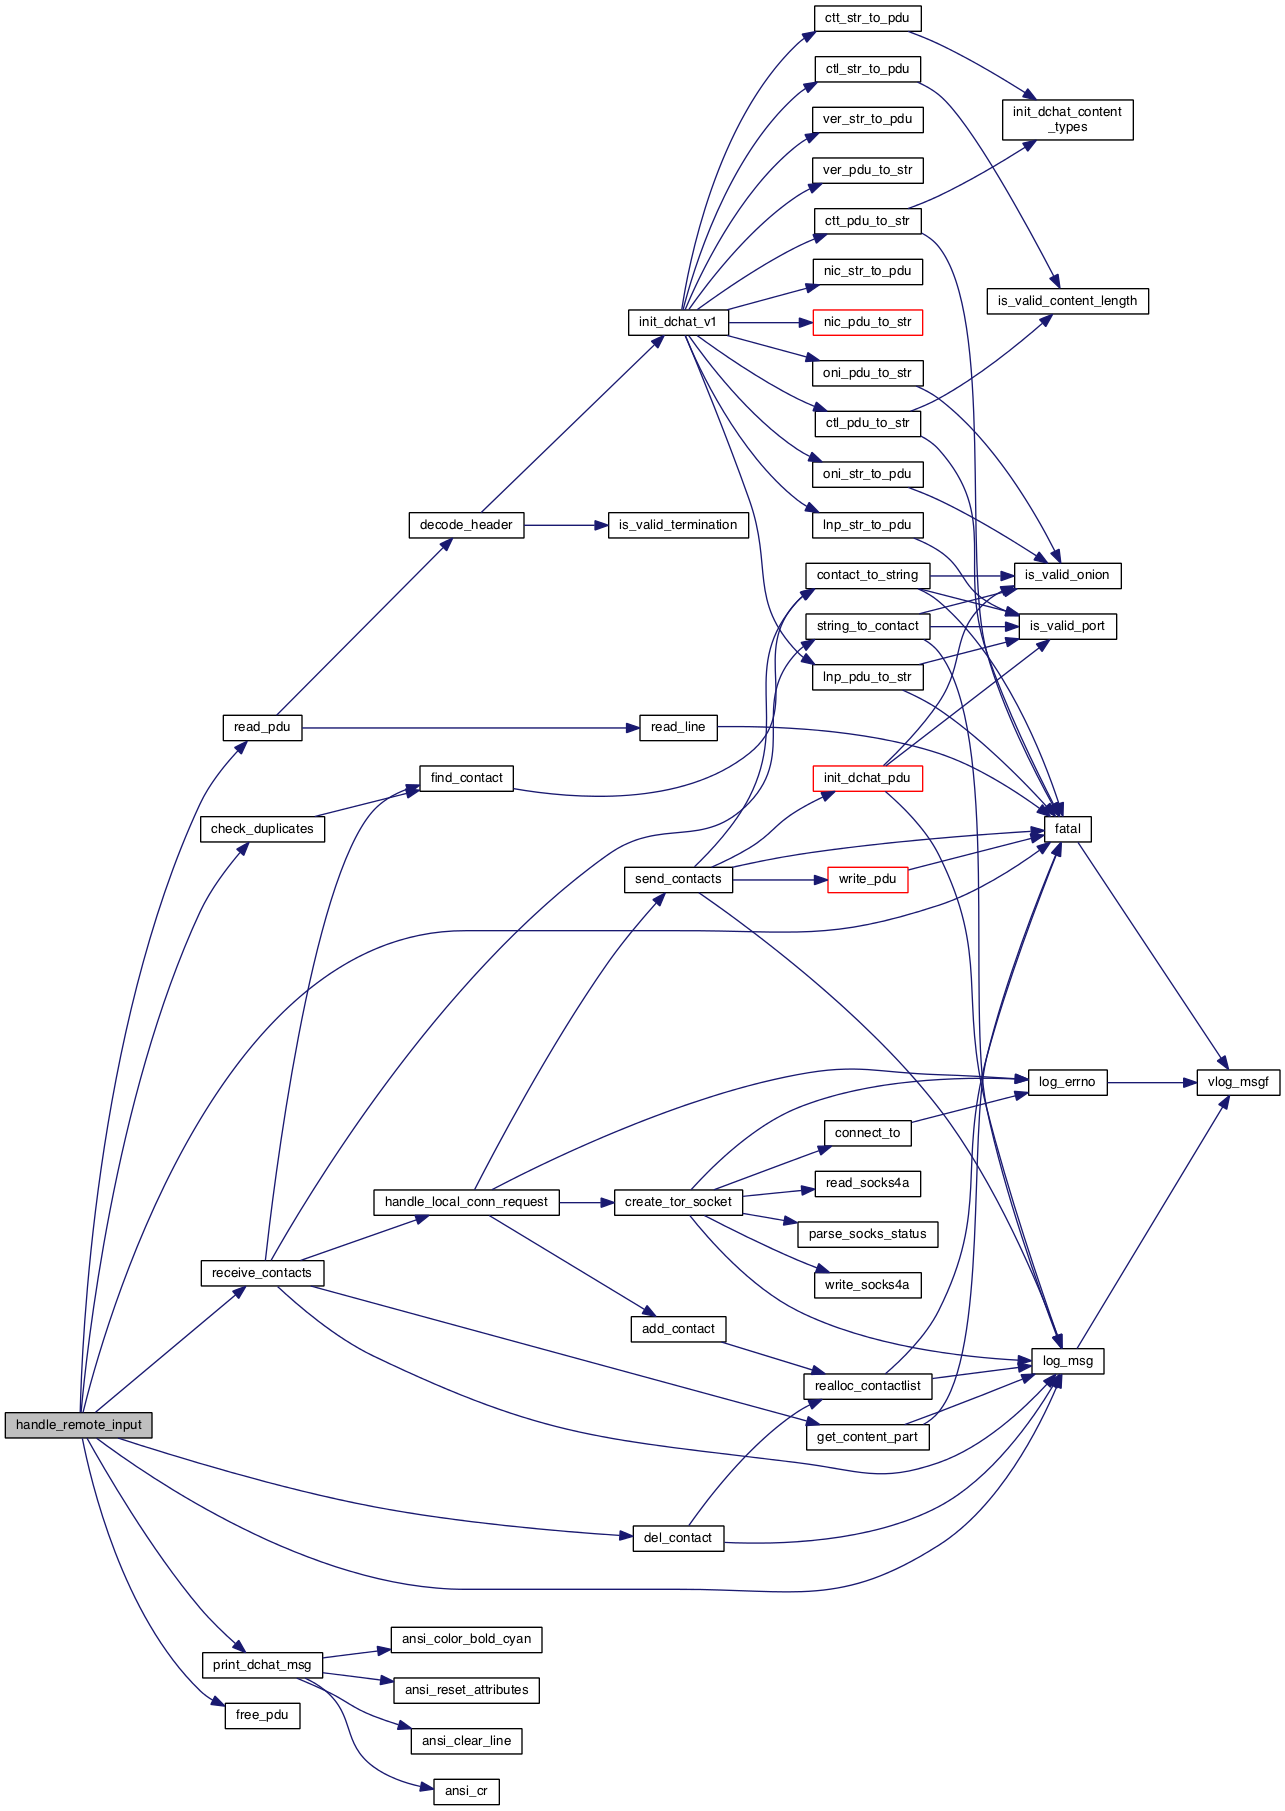 ctt_str_to_pdu
ctl_str_to_pdu
init_dchat_content
_types
ver_str_to_pdu
ver_pdu_to_str
ctt_pdu_to_str
nic_str_to_pdu
is_valid_content_length
init_dchat_v1
nic_pdu_to_str
oni_pdu_to_str
ctl_pdu_to_str
oni_str_to_pdu
decode_header
is_valid_termination
lnp_str_to_pdu
contact_to_string
is_valid_onion
string_to_contact
is_valid_port
lnp_pdu_to_str
read_pdu
read_line
find_contact
init_dchat_pdu
check_duplicates
fatal
send_contacts
write_pdu
log_errno
vlog_msgf
connect_to
read_socks4a
handle_local_conn_request
create_tor_socket
parse_socks_status
receive_contacts
write_socks4a
add_contact
log_msg
realloc_contactlist
handle_remote_input
get_content_part
del_contact
ansi_color_bold_cyan
print_dchat_msg
ansi_reset_attributes
free_pdu
ansi_clear_line
ansi_cr